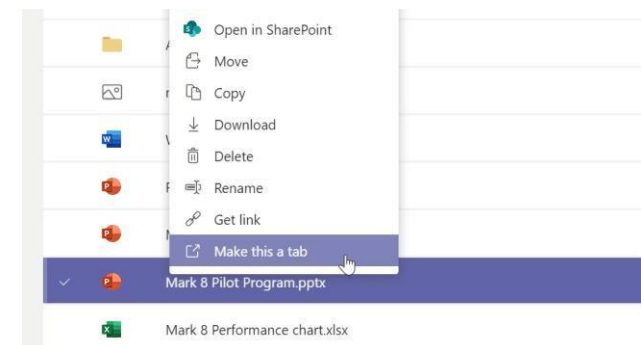 Open in SharePoint
Move
Copy
Download
Delete
Rename
Get link
Make this a tab
Mark 8 Pilot Program.pptx
Mark 8 Performance chart.xlsx